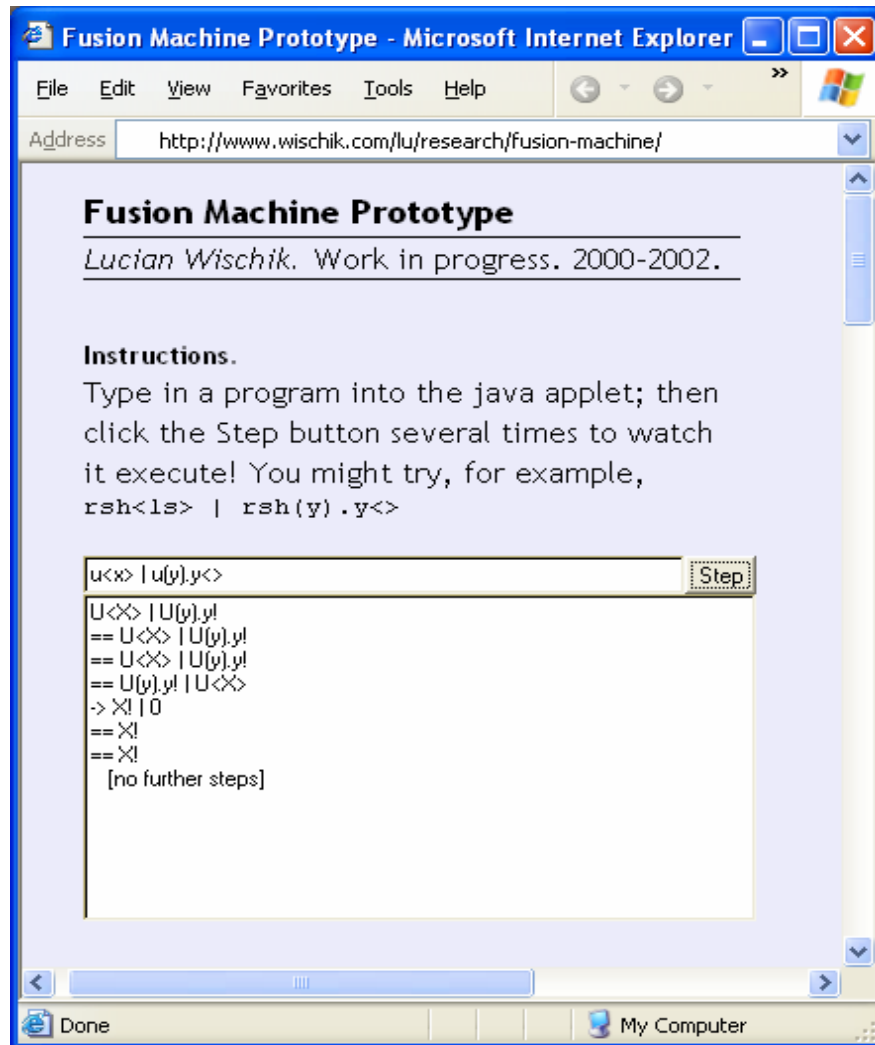 Fusion Machine Prototype - Microsoft Internet Explorer
File Edit View Favorites Tools Help »
Address http://www.wischik.com/lu/research/fusion-machine/
Fusion Machine Prototype
Lucian Wischik. Work in progress. 2000-2002.
Instructions.
Type in a program into the java applet; then
click the Step button several times to watch
it execute! You might try, for example,
rsh<ls> | rsh(y).y<>
u<x> | u(y).y<> Step
U<X> | U(y).y!
== U<X> | U(y).y!
== U<X> | U(y).y!
== U(y).y! | U<X>
-> X! | 0
== X!
== X!
[no further steps]
Done My Computer